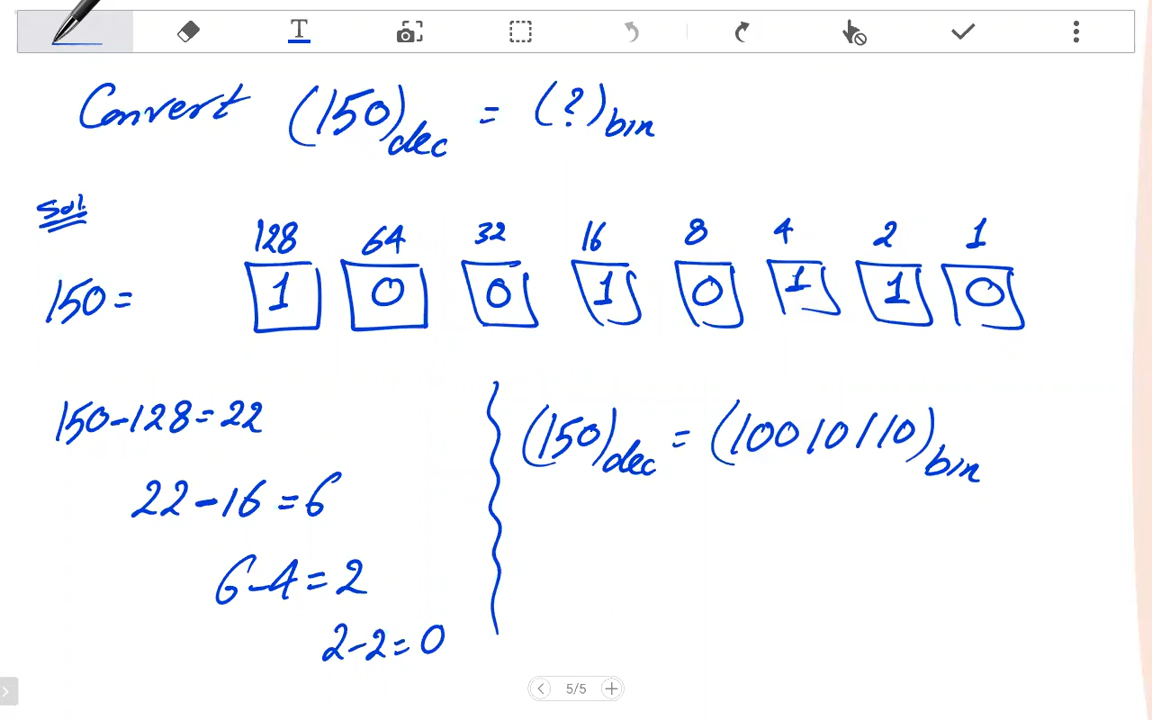 T
Convert (150)dec = (?)bin
Sol.
128 64 32 16 8 4 2 1
150 = 1 0 0 1 0 1 1 0
150-128=22
22-16=6
6-4=2
2-2=0
(150)dec = (10010110)bin
5/5